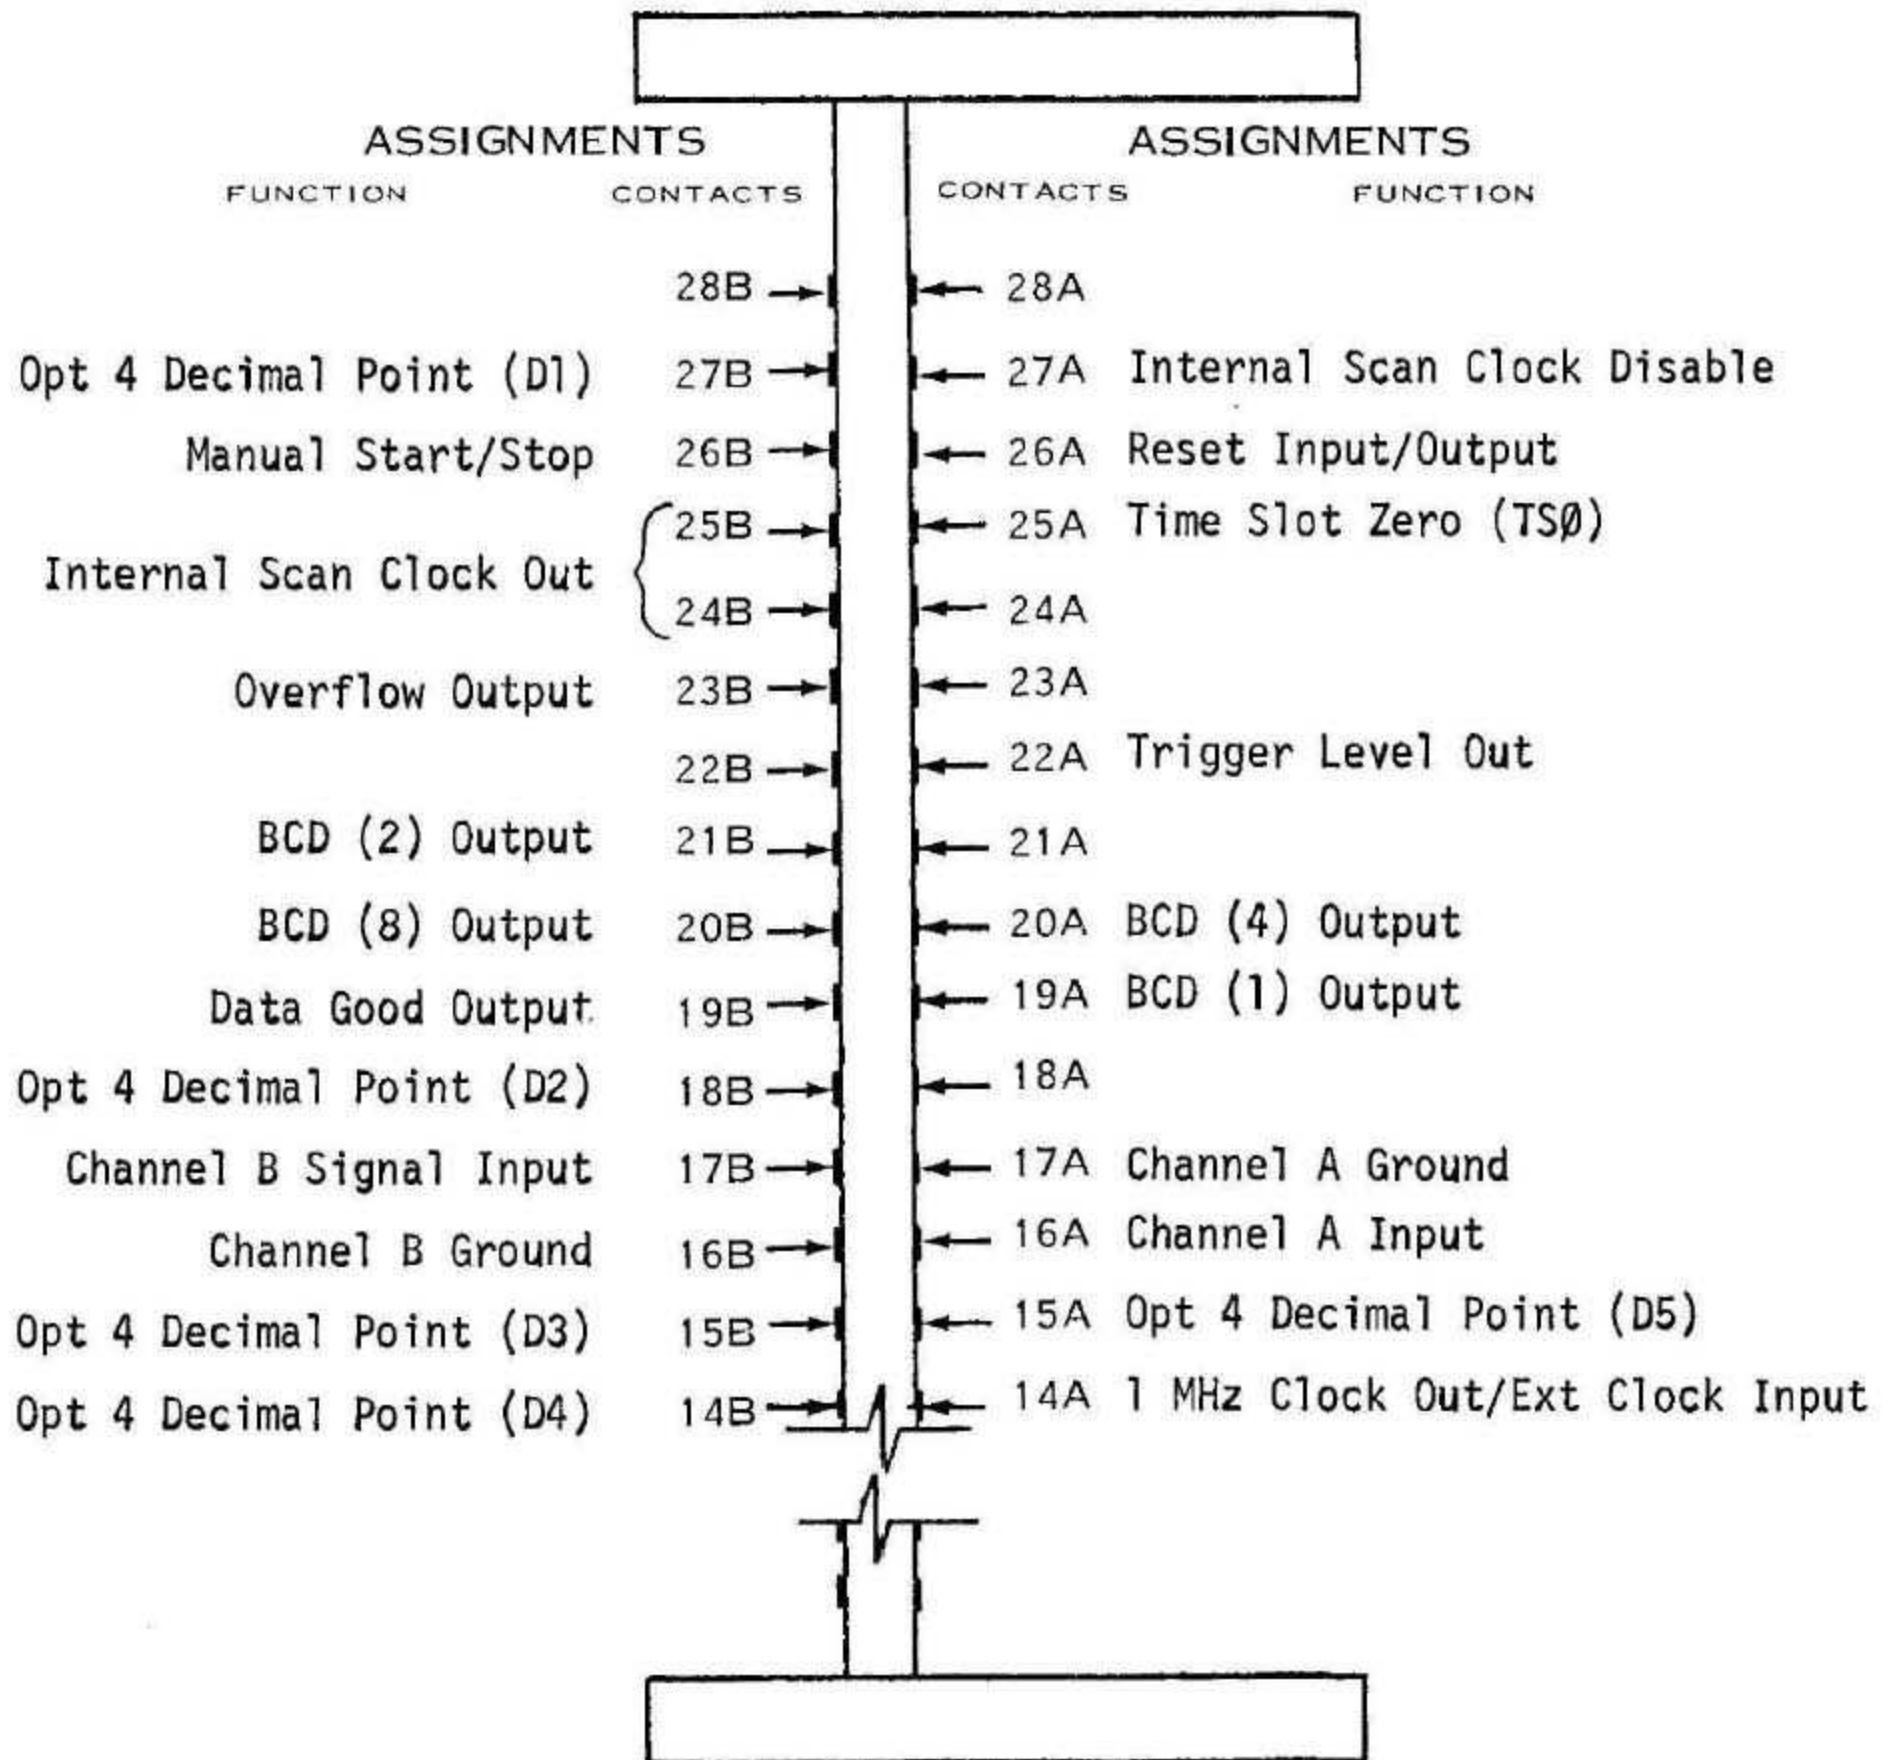 ASSIGNMENTS ASSIGNMENTS
FUNCTION CONTACTS CONTACTS FUNCTION
28B 28A
Opt 4 Decimal Point (D1) 27B 27A Internal Scan Clock Disable
Manual Start/Stop 26B 26A Reset Input/Output
25B 25A Time Slot Zero (TSØ)
Internal Scan Clock Out
24B 24A
Overflow Output 23B 23A
22B 22A Trigger Level Out
BCD (2) Output 21B 21A
BCD (8) Output 20B 20A BCD (4) Output
Data Good Output 19B 19A BCD (1) Output
Opt 4 Decimal Point (D2) 18B 18A
Channel B Signal Input 17B 17A Channel A Ground
Channel B Ground 16B 16A Channel A Input
Opt 4 Decimal Point (D3) 15B 15A Opt 4 Decimal Point (D5)
Opt 4 Decimal Point (D4) 14B 14A 1 MHz Clock Out/Ext Clock Input